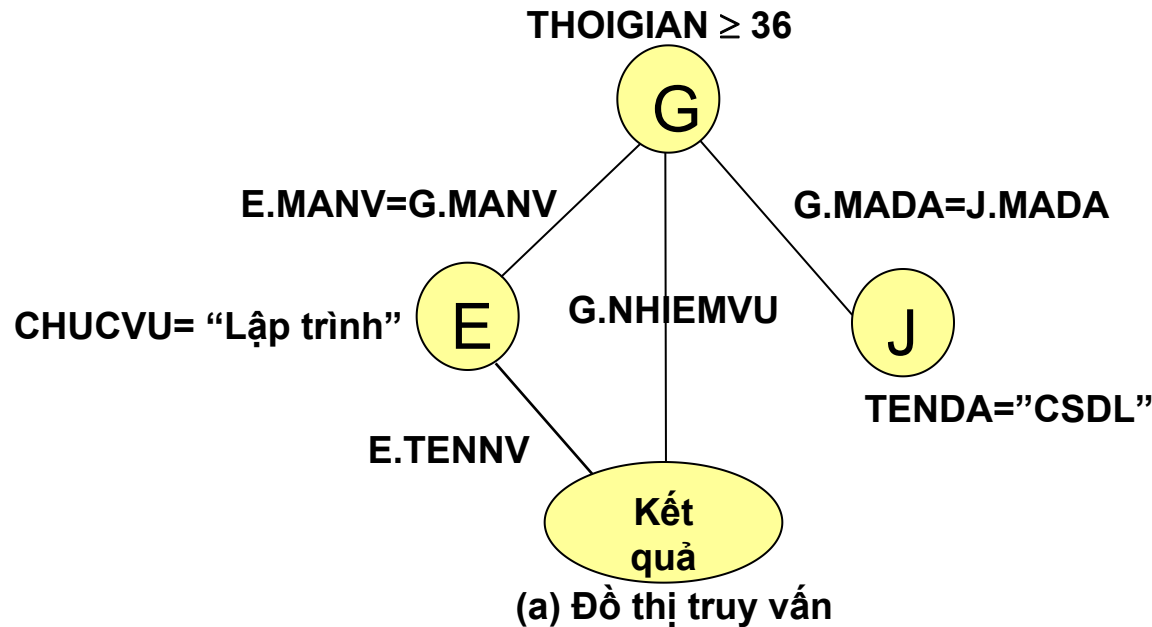 THOIGIAN ≥ 36
G
E.MANV=G.MANV
G.MADA=J.MADA
CHUCVU= “Lập trình”
E
G.NHIEMVU
J
TENDA=”CSDL”
E.TENNV
Kết
quả
(a) Đồ thị truy vấn